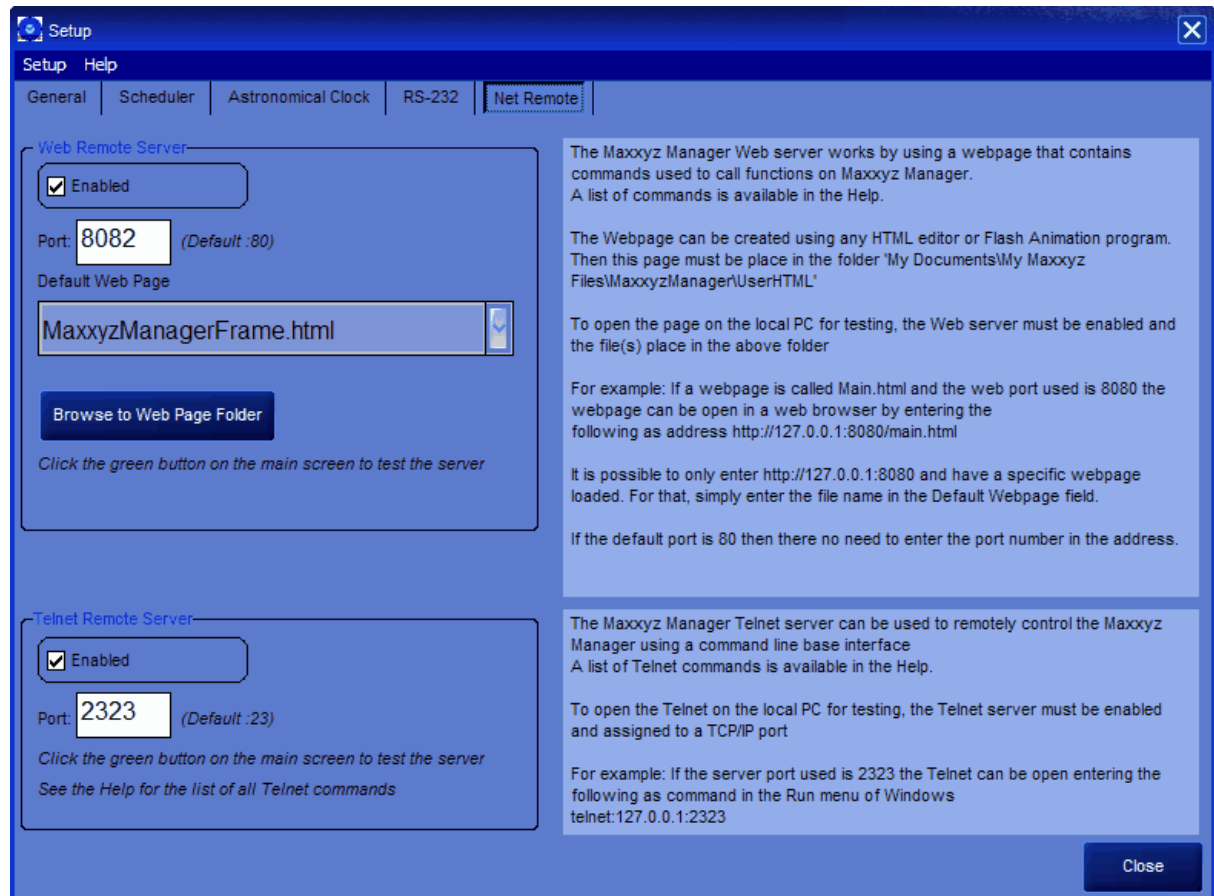 Setup
Setup Help
General Scheduler Astronomical Clock RS-232 Net Remote
Web Remote Server
Enabled
Port: 8082 (Default :80)
Default Web Page
MaxxyzManagerFrame.html
Browse to Web Page Folder
Click the green button on the main screen to test the server
The Maxxyz Manager Web server works by using a webpage that contains
commands used to call functions on Maxxyz Manager.
A list of commands is available in the Help.
The Webpage can be created using any HTML editor or Flash Animation program.
Then this page must be place in the folder 'My Documents\My Maxxyz
Files\MaxxyzManager\UserHTML'
To open the page on the local PC for testing, the Web server must be enabled and
the file(s) place in the above folder
For example: If a webpage is called Main.html and the web port used is 8080 the
webpage can be open in a web browser by entering the
following as address http://127.0.0.1:8080/main.html
It is possible to only enter http://127.0.0.1:8080 and have a specific webpage
loaded. For that, simply enter the file name in the Default Webpage field.
If the default port is 80 then there no need to enter the port number in the address.
Telnet Remote Server
Enabled
Port: 2323 (Default :23)
Click the green button on the main screen to test the server
See the Help for the list of all Telnet commands
The Maxxyz Manager Telnet server can be used to remotely control the Maxxyz
Manager using a command line base interface
A list of Telnet commands is available in the Help.
To open the Telnet on the local PC for testing, the Telnet server must be enabled
and assigned to a TCP/IP port
For example: If the server port used is 2323 the Telnet can be open entering the
following as command in the Run menu of Windows
telnet:127.0.0.1:2323
Close